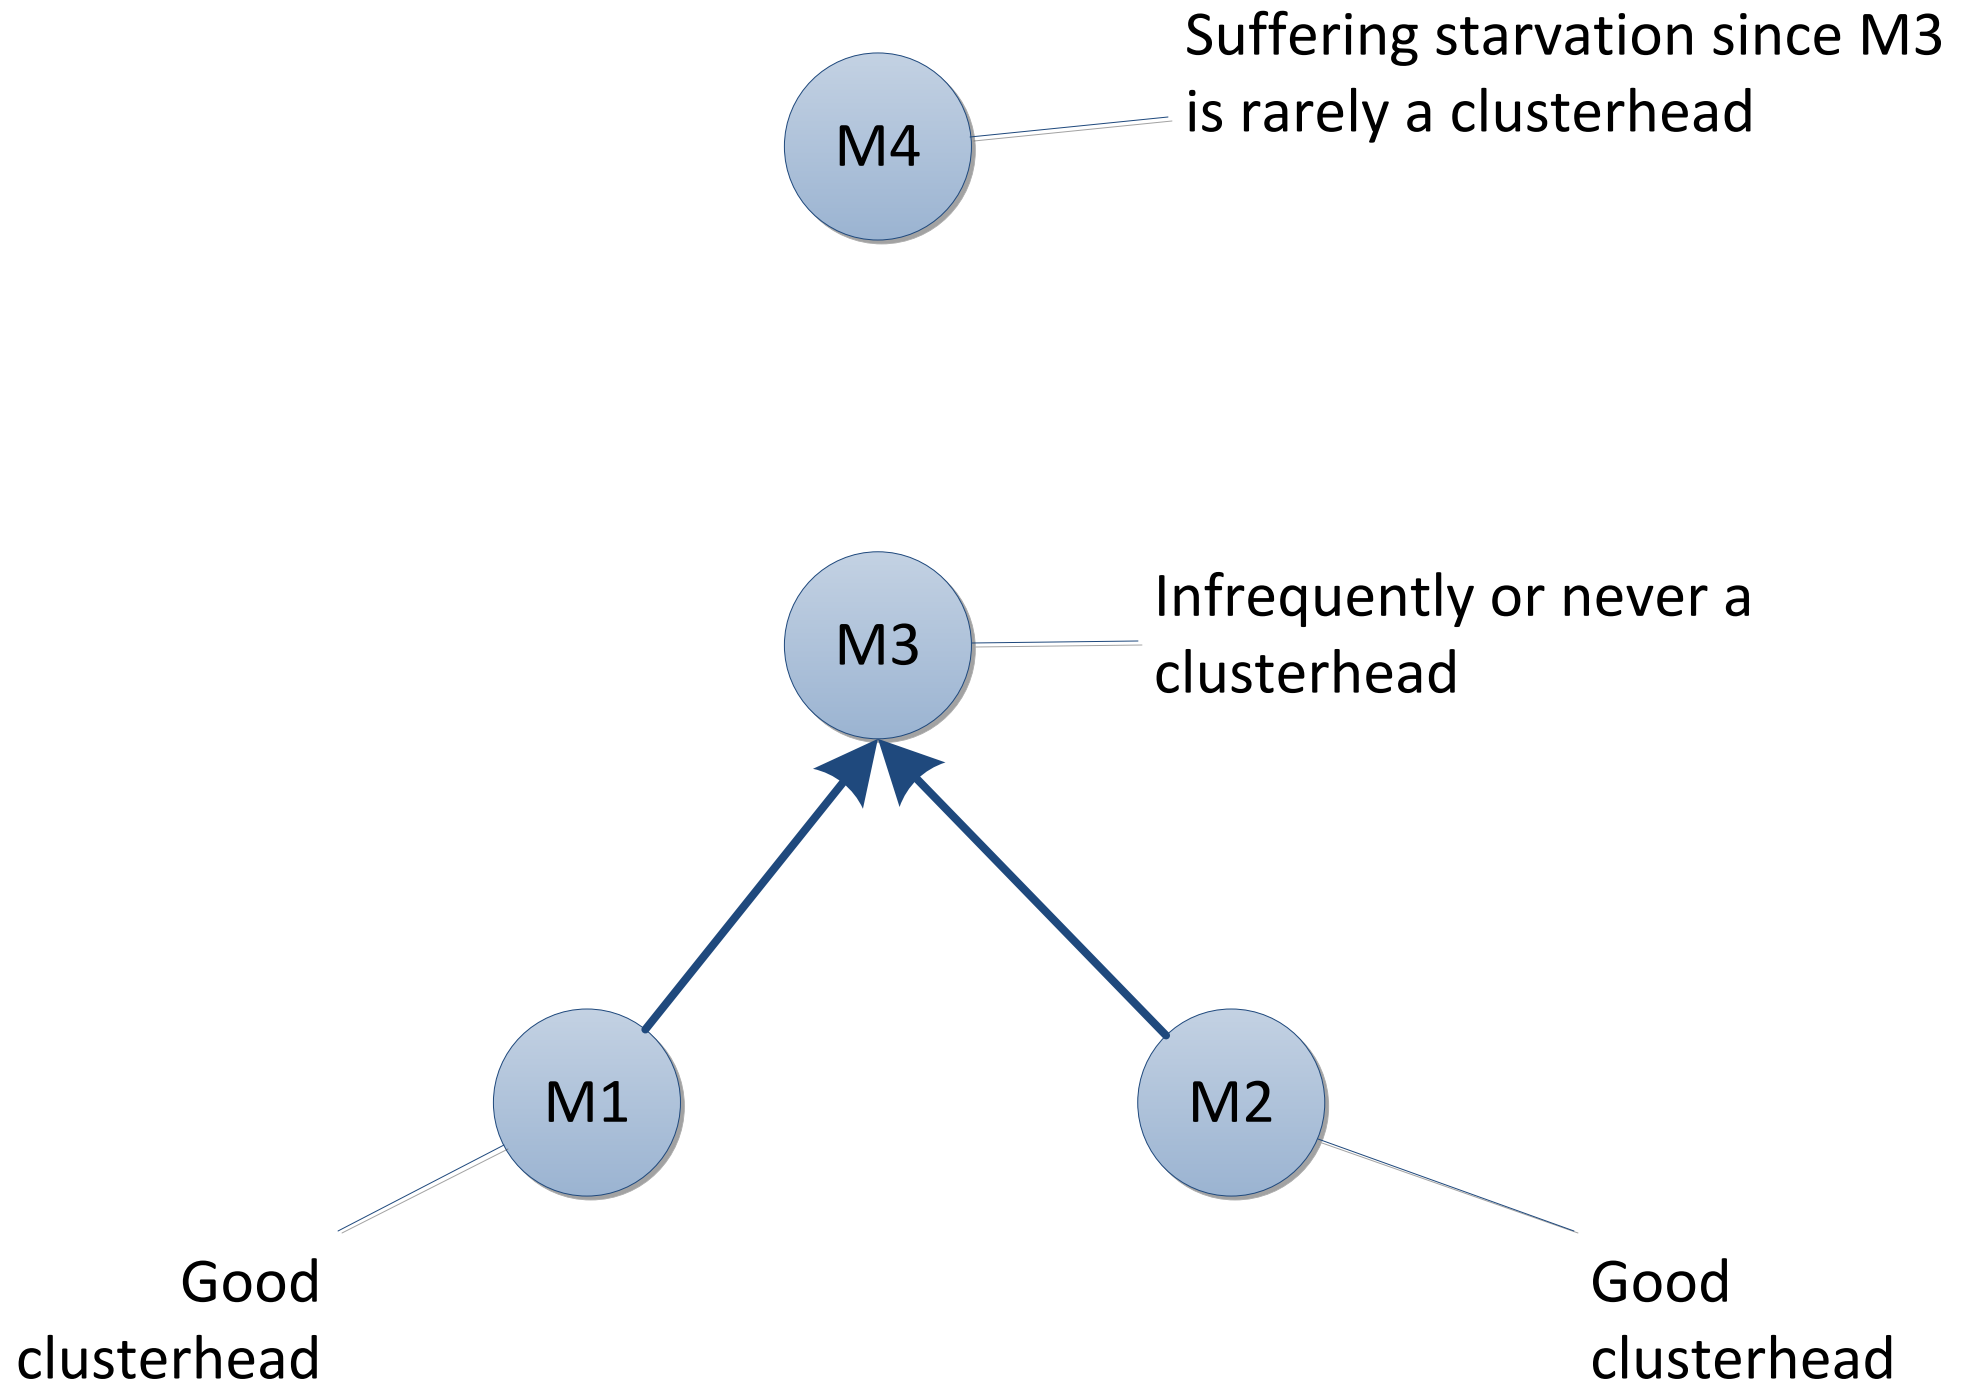 Suffering starvation since M3
is rarely a clusterhead
M4
Infrequently or never a
clusterhead
M3
M1
M2
Good
clusterhead
Good
clusterhead